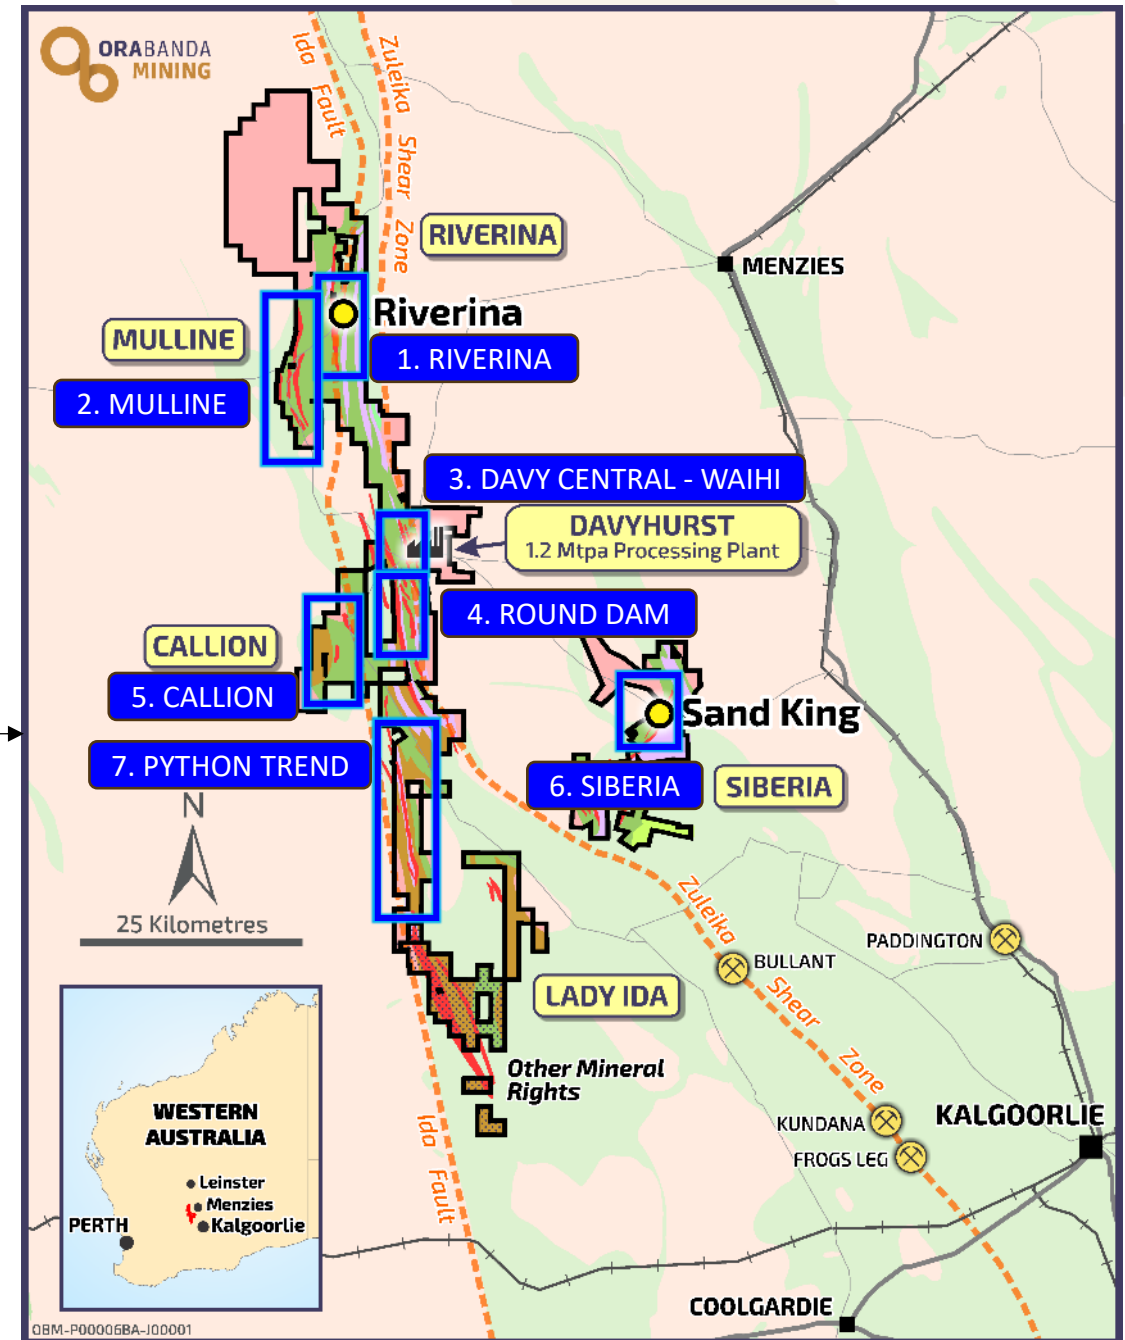 ORABANDA
MINING
Ida Fault
Zuleika Shear Zone
RIVERINA
MENZIES
Riverina
MULLINE
1. RIVERINA
2. MULLINE
3. DAVY CENTRAL - WAIHI
DAVYHURST
1.2 Mtpa Processing Plant
4. ROUND DAM
CALLION
5. CALLION
Sand King
7. PYTHON TREND
6. SIBERIA
SIBERIA
N
25 Kilometres
Zuleika Shear Zone
PADDINGTON
BULLANT
LADY IDA
Other Mineral
Rights
WESTERN
AUSTRALIA
Leinster
Menzies
Kalgoorlie
PERTH
Ida Fault
KUNDANA
KALGOORLIE
FROGS LEG
COOLGARDIE
OBM-P00006BA-J00001